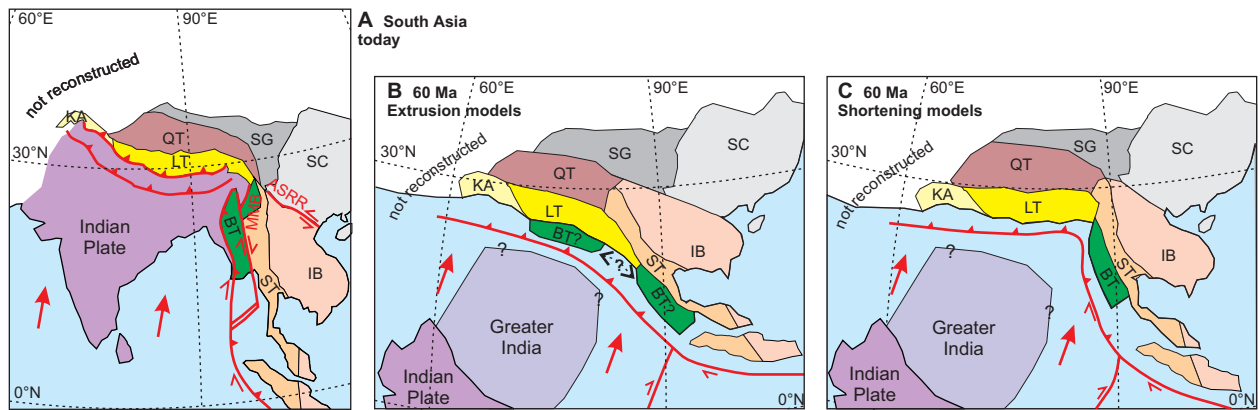 A South Asia
today
60°E
90°E
not reconstructed
KA
QT
SG
SC
30°N
LT
ASRR
MMB
BT
Indian
Plate
IB
ST
0°N
B 60 Ma
Extrusion models
60°E
90°E
not reconstructed
30°N
SG
SC
QT
KA
LT
BT?
<?>
ST
IB
BT?
?
?
Greater
India
Indian
Plate
0°N
C 60 Ma
Shortening models
60°E
90°E
not reconstructed
30°N
SG
SC
QT
KA
LT
IB
ST
BT
?
?
Greater
India
Indian
Plate
0°N